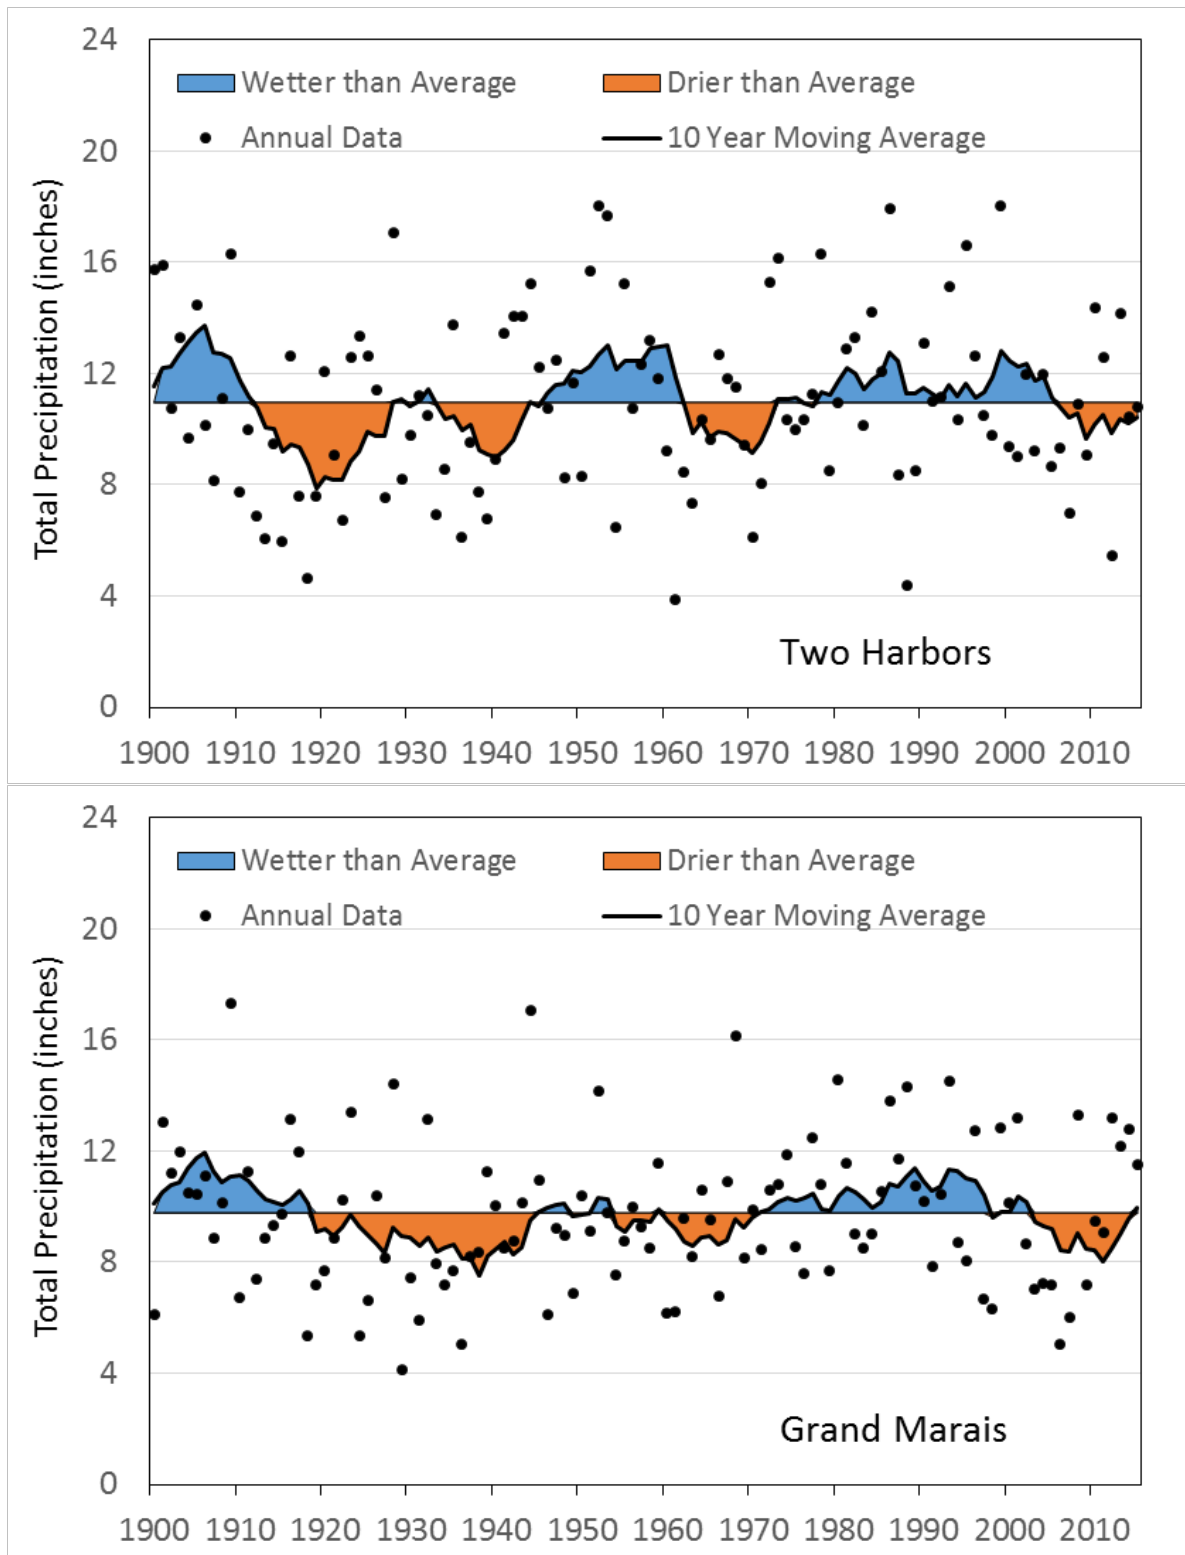 24
Wetter than Average Drier than Average
Annual Data 10 Year Moving Average
20
16
12
8
4
0
Total Precipitation (inches)
Two Harbors
1900 1910 1920 1930 1940 1950 1960 1970 1980 1990 2000 2010
24
Wetter than Average Drier than Average
Annual Data 10 Year Moving Average
20
16
12
8
4
0
Total Precipitation (inches)
Grand Marais
1900 1910 1920 1930 1940 1950 1960 1970 1980 1990 2000 2010